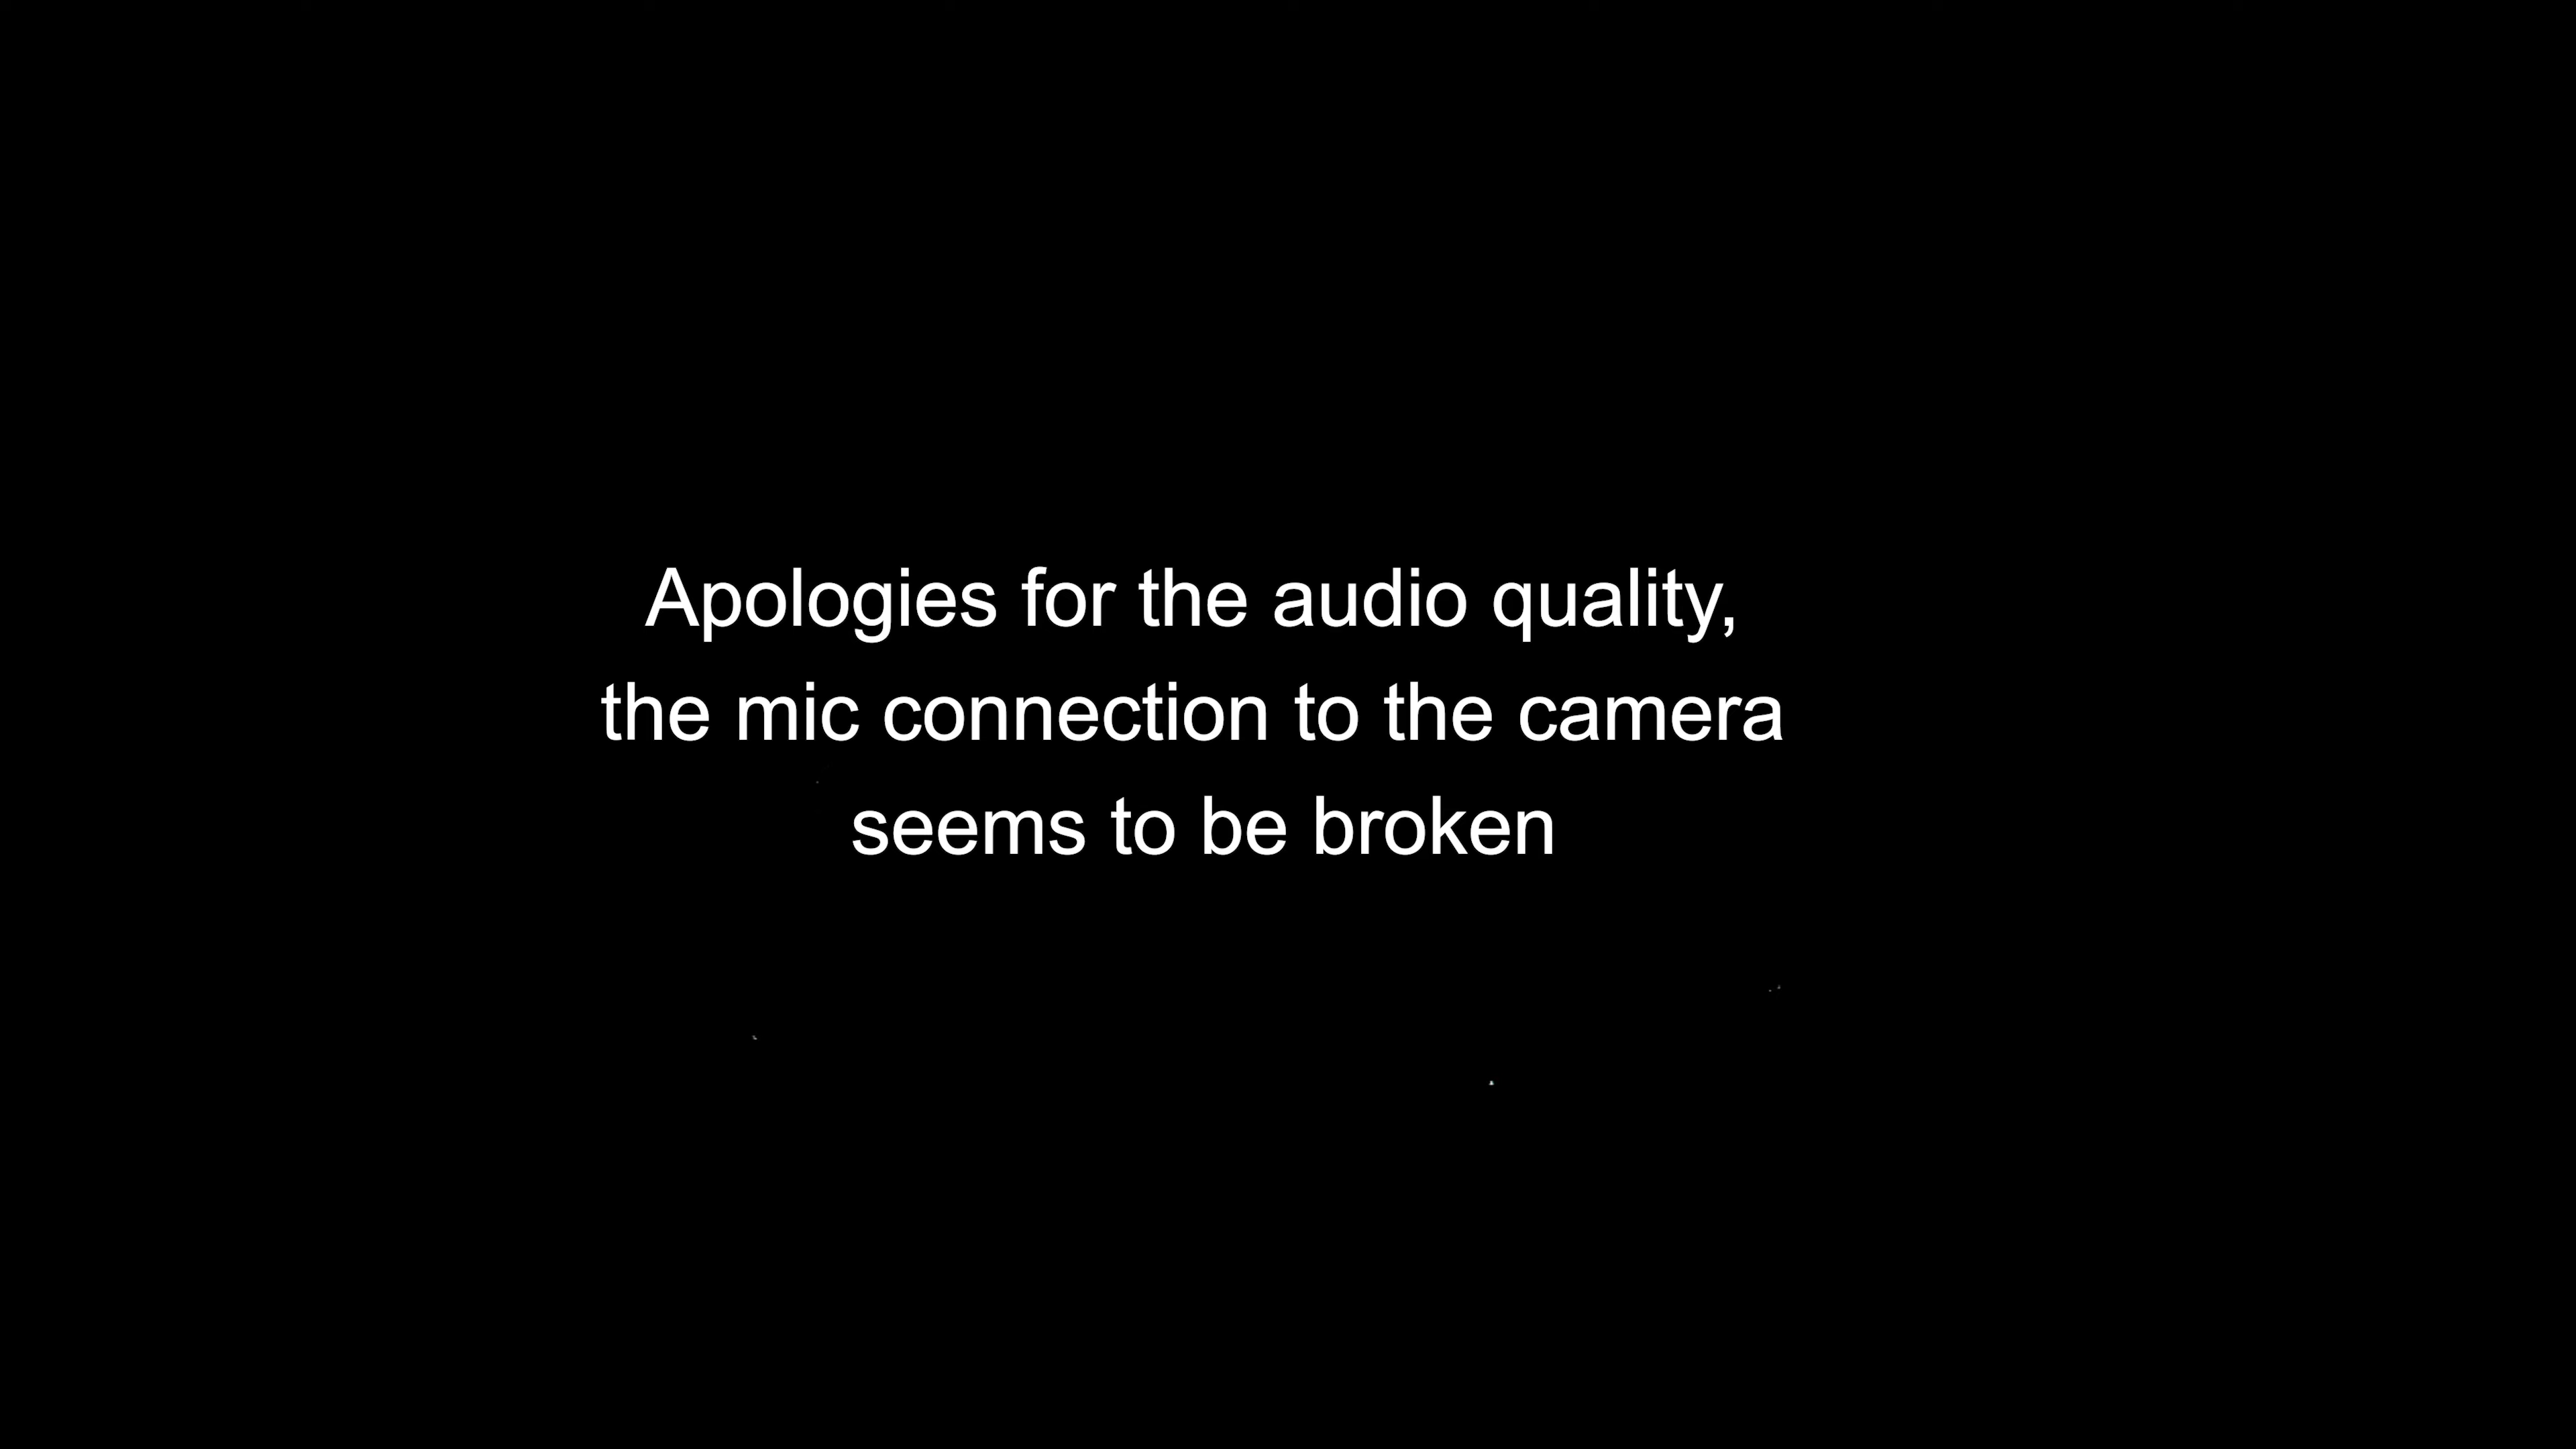 Apologies for the audio quality,
the mic connection to the camera
seems to be broken